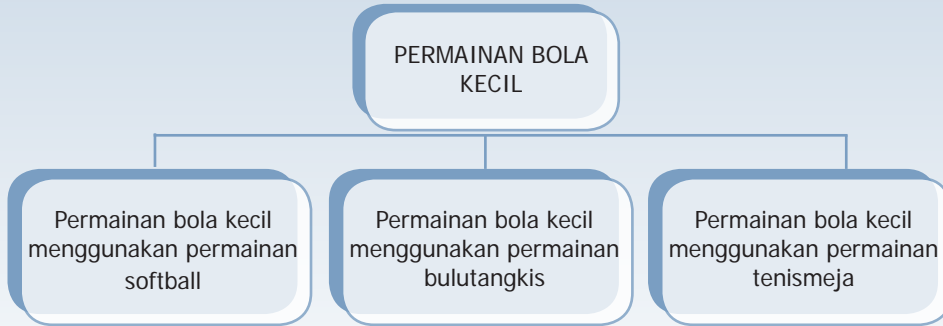 PERMAINAN BOLA
KECIL
Permainan bola kecil
menggunakan permainan
softball
Permainan bola kecil
menggunakan permainan
bulutangkis
Permainan bola kecil
menggunakan permainan
tenismeja